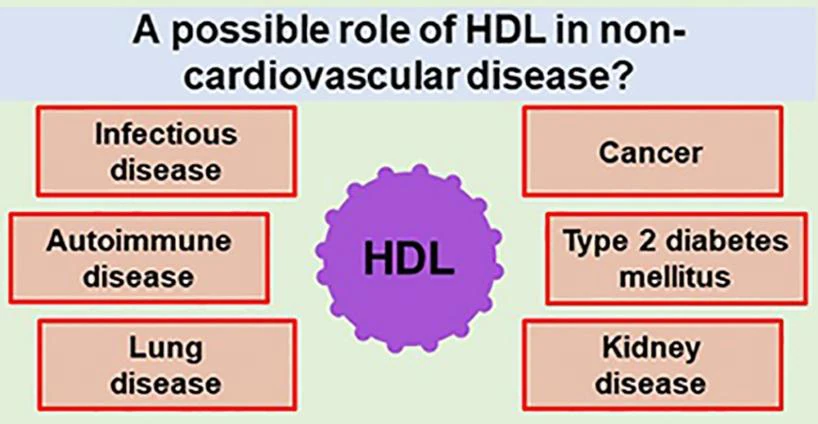 A possible role of HDL in non-
cardiovascular disease?
Infectious
disease
Cancer
Autoimmune
disease
HDL
Type 2 diabetes
mellitus
Lung
disease
Kidney
disease